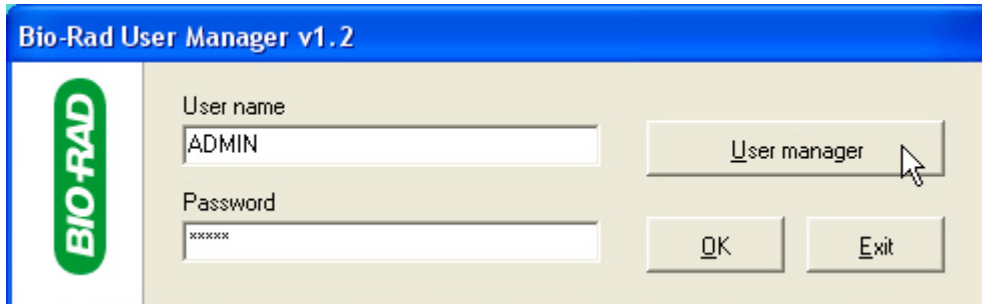 Bio-Rad User Manager v1.2
BIO-RAD
User name
ADMIN
User manager
Password
*****
OK
Exit